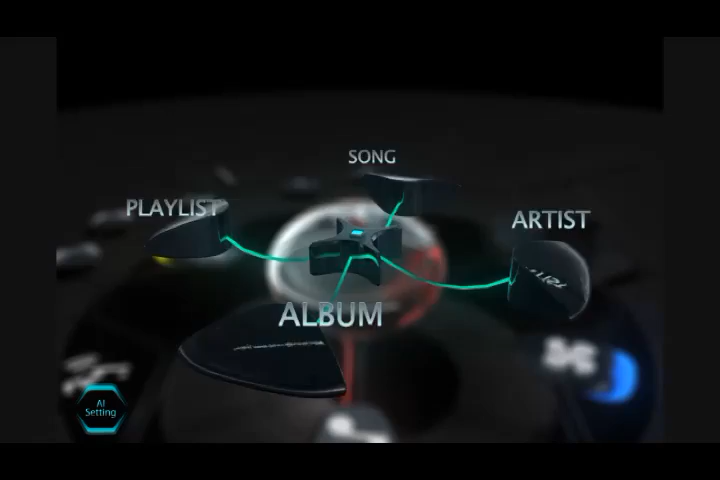 SONG
PLAYLIST
ARTIST
ALBUM
AI
Setting